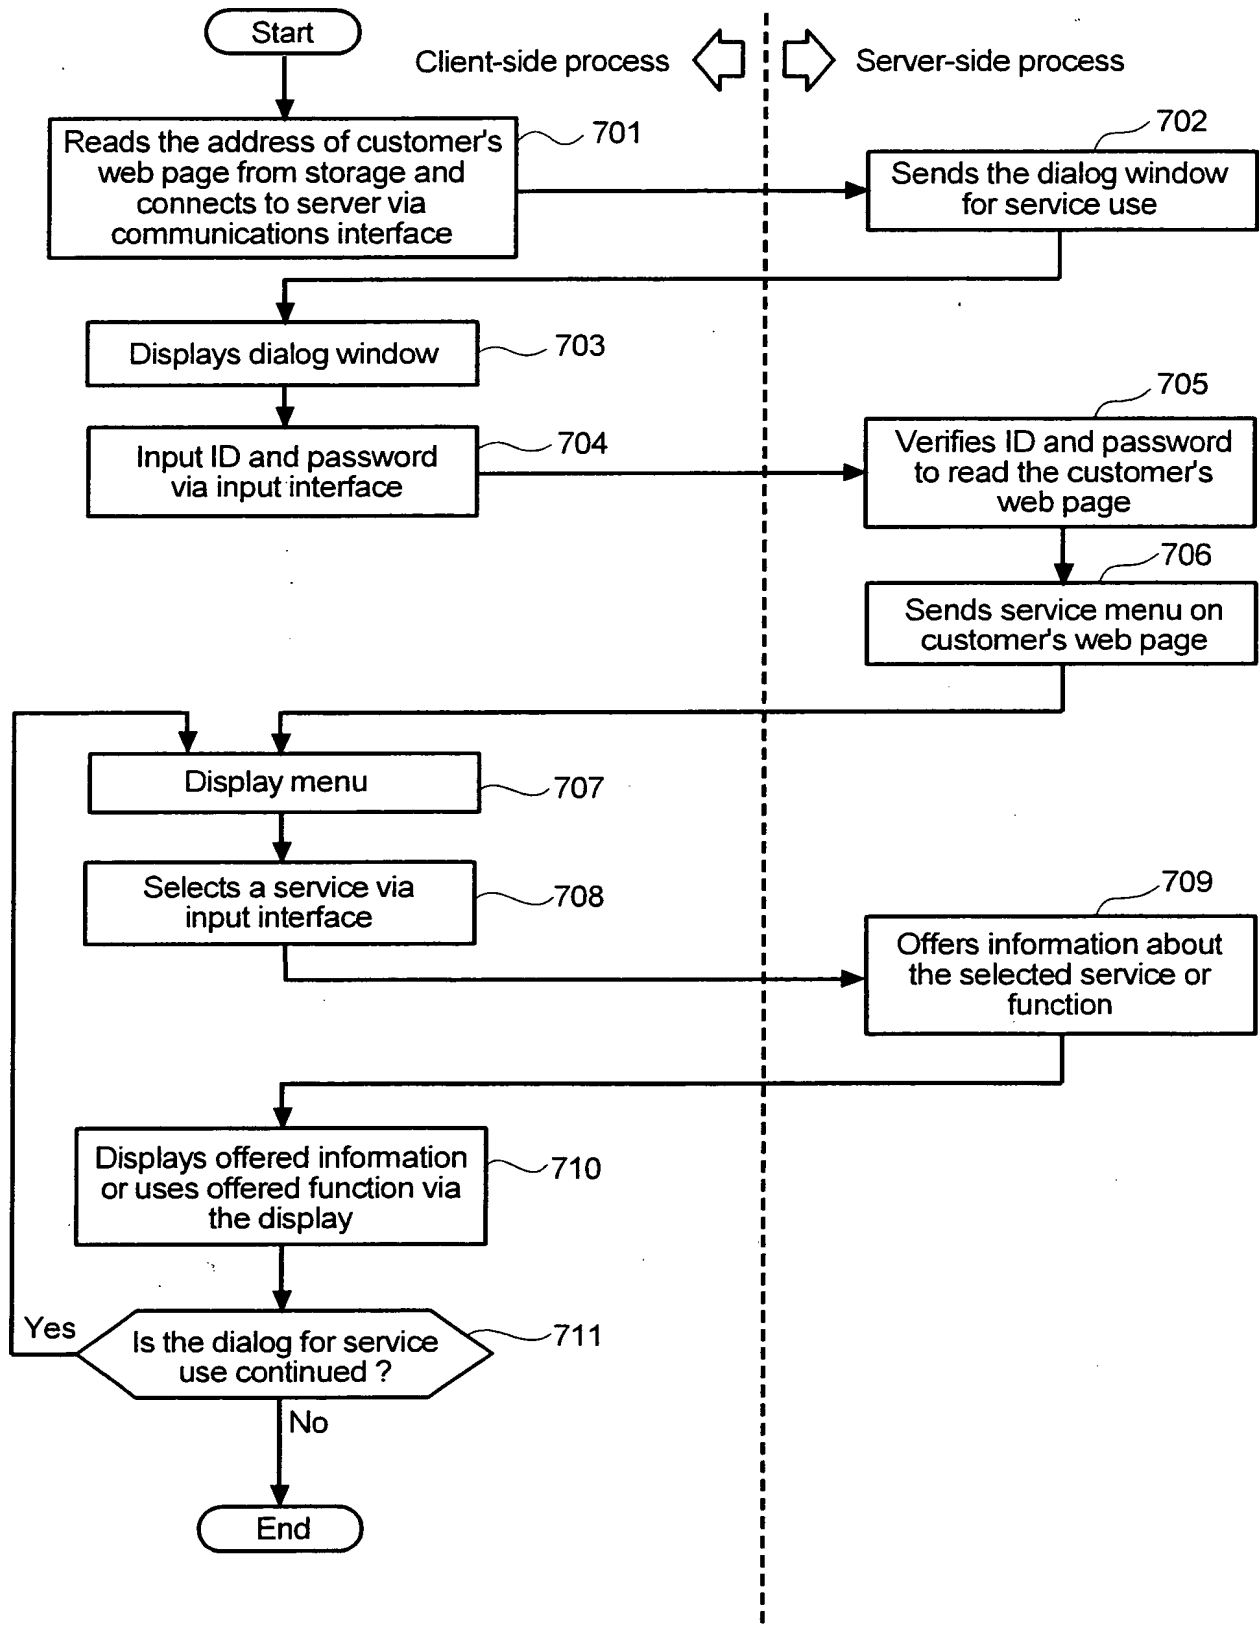 Start
Client-side process
Server-side process
701
Reads the address of customer's
web page from storage and
connects to server via
communications interface
702
Sends the dialog window
for service use
703
Displays dialog window
704
Input ID and password
via input interface
705
Verifies ID and password
to read the customer's
web page
706
Sends service menu on
customer's web page
Display menu
707
Selects a service via
input interface
708
709
Offers information about
the selected service or
function
Displays offered information
or uses offered function via
the display
710
Yes
Is the dialog for service
use continued ?
711
No
End